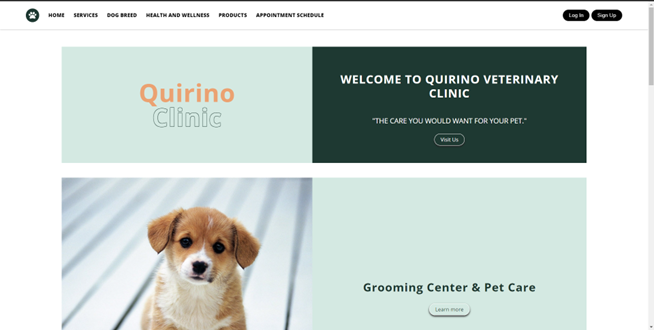 HOME SERVICES DOG BREED HEALTH AND WELLNESS PRODUCTS APPOINTMENT SCHEDULE Log In Sign Up
Quirino
Clinic
WELCOME TO QUIRINO VETERINARY
CLINIC
"THE CARE YOU WOULD WANT FOR YOUR PET."
Visit Us
Grooming Center & Pet Care
Learn more